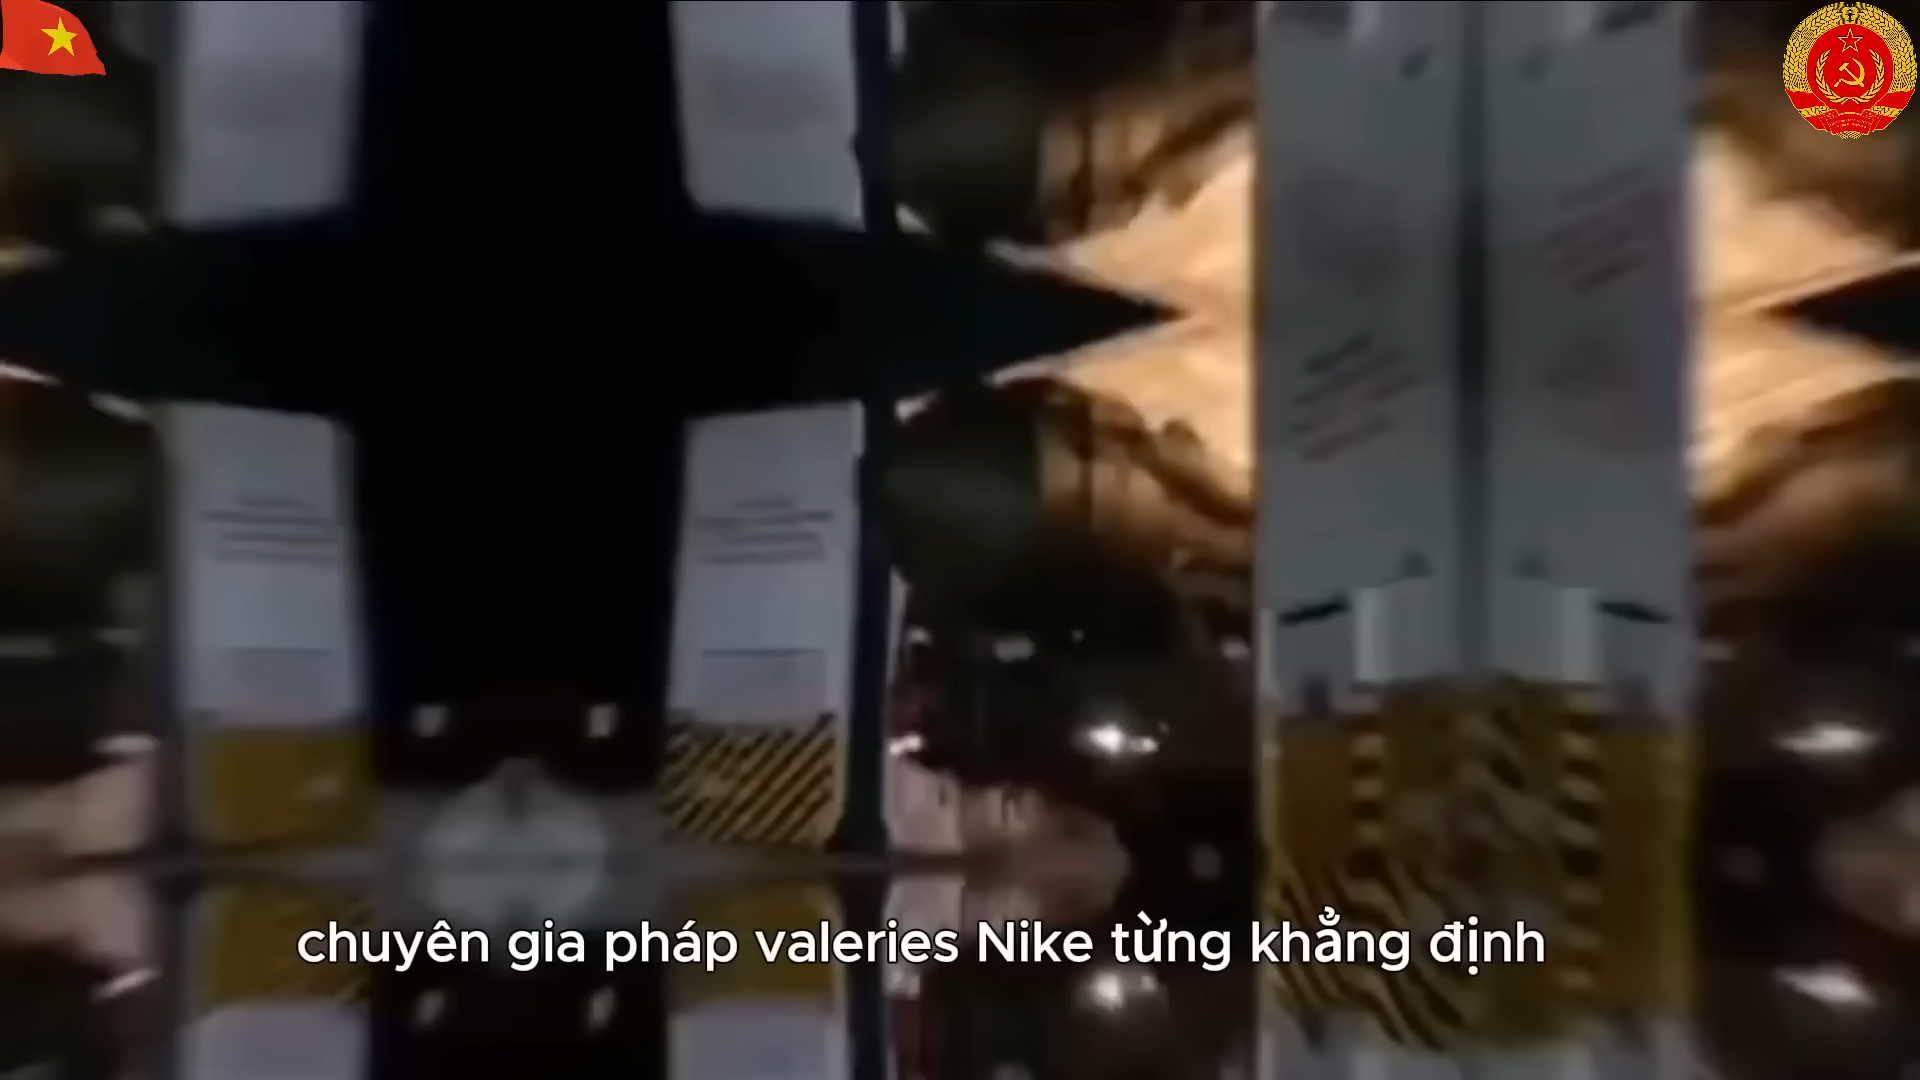 chuyên gia pháp valeries Nike từng khẳng định